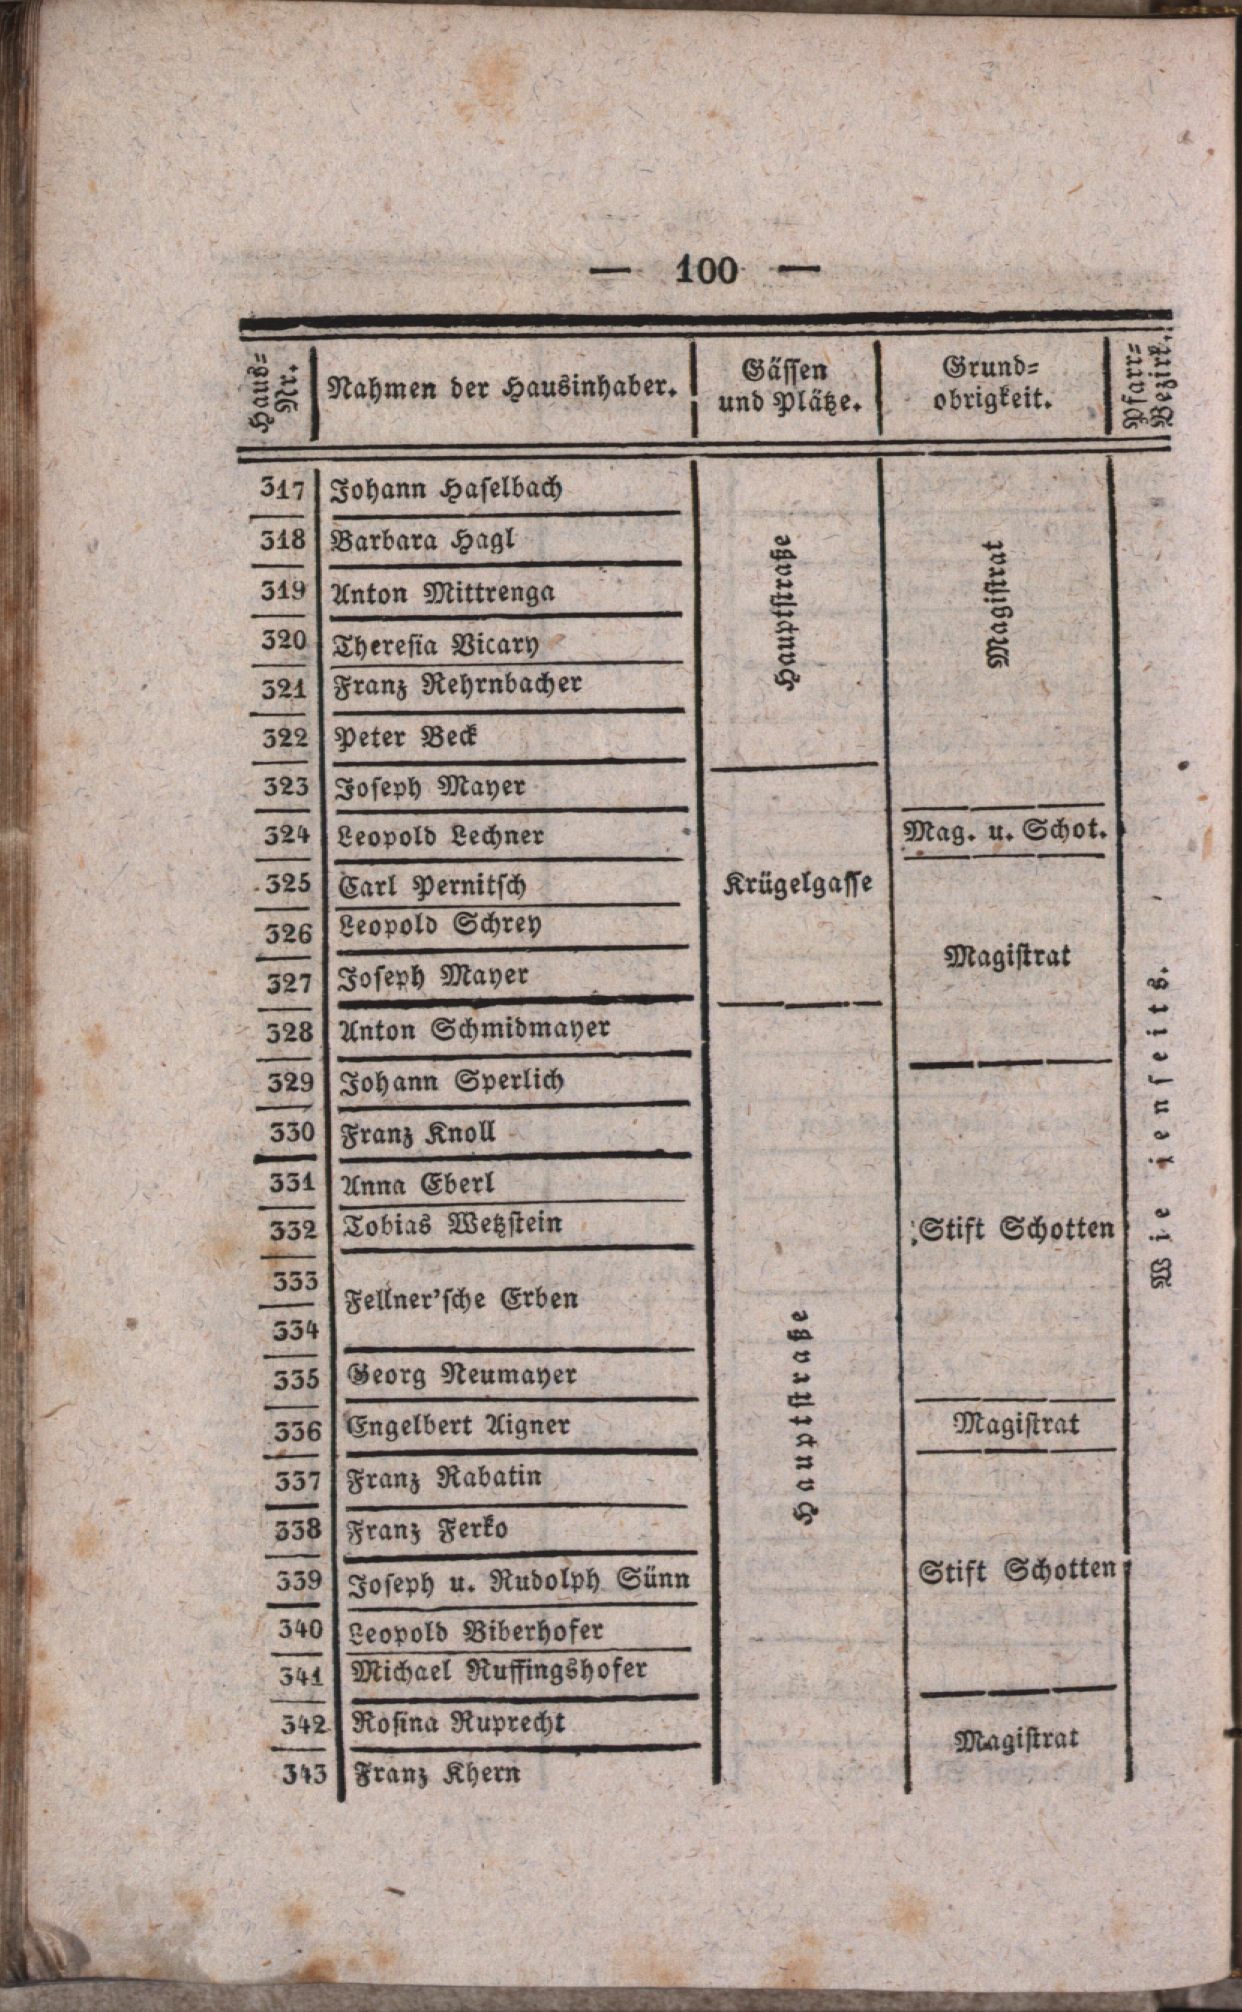 — 100 —
Haus-
Nr.
Nahmen der Hausinhaber.
Gässen
und Plätze.
Grund-
obrigkeit.
Pfarr-
Bezirk.
317 Johann Haselbach
318 Barbara Hagl
319 Anton Mittrenga
320 Theresia Vicary
321 Franz Rehrnbacher
322 Peter Beck
Hauptstraße
Magistrat
323 Joseph Mayer
324 Leopold Lechner Mag. u. Schot.
325 Carl Pernitsch Krügelgasse
326 Leopold Schrey
327 Joseph Mayer Magistrat
328 Anton Schmidmayer
329 Johann Sperlich
330 Franz Knoll
331 Anna Eberl
332 Tobias Wetzstein Stift Schotten
Wie jenseits.
333
334
Fellner'sche Erben
335 Georg Neumayer
336 Engelbert Aigner Magistrat
Hauptstraße
337 Franz Rabatin
338 Franz Ferko
339 Joseph u. Rudolph Sünn Stift Schotten
340 Leopold Biberhofer
341 Michael Ruffingshofer
342 Rosina Ruprecht Magistrat
343 Franz Khern